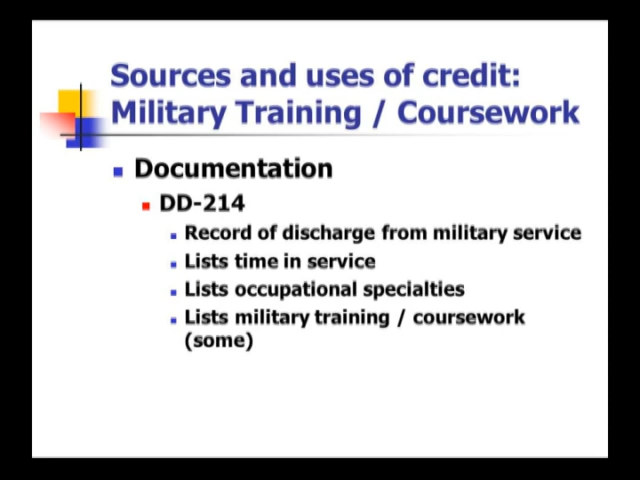 Sources and uses of credit:
Military Training / Coursework
Documentation
DD-214
Record of discharge from military service
Lists time in service
Lists occupational specialties
Lists military training / coursework
(some)